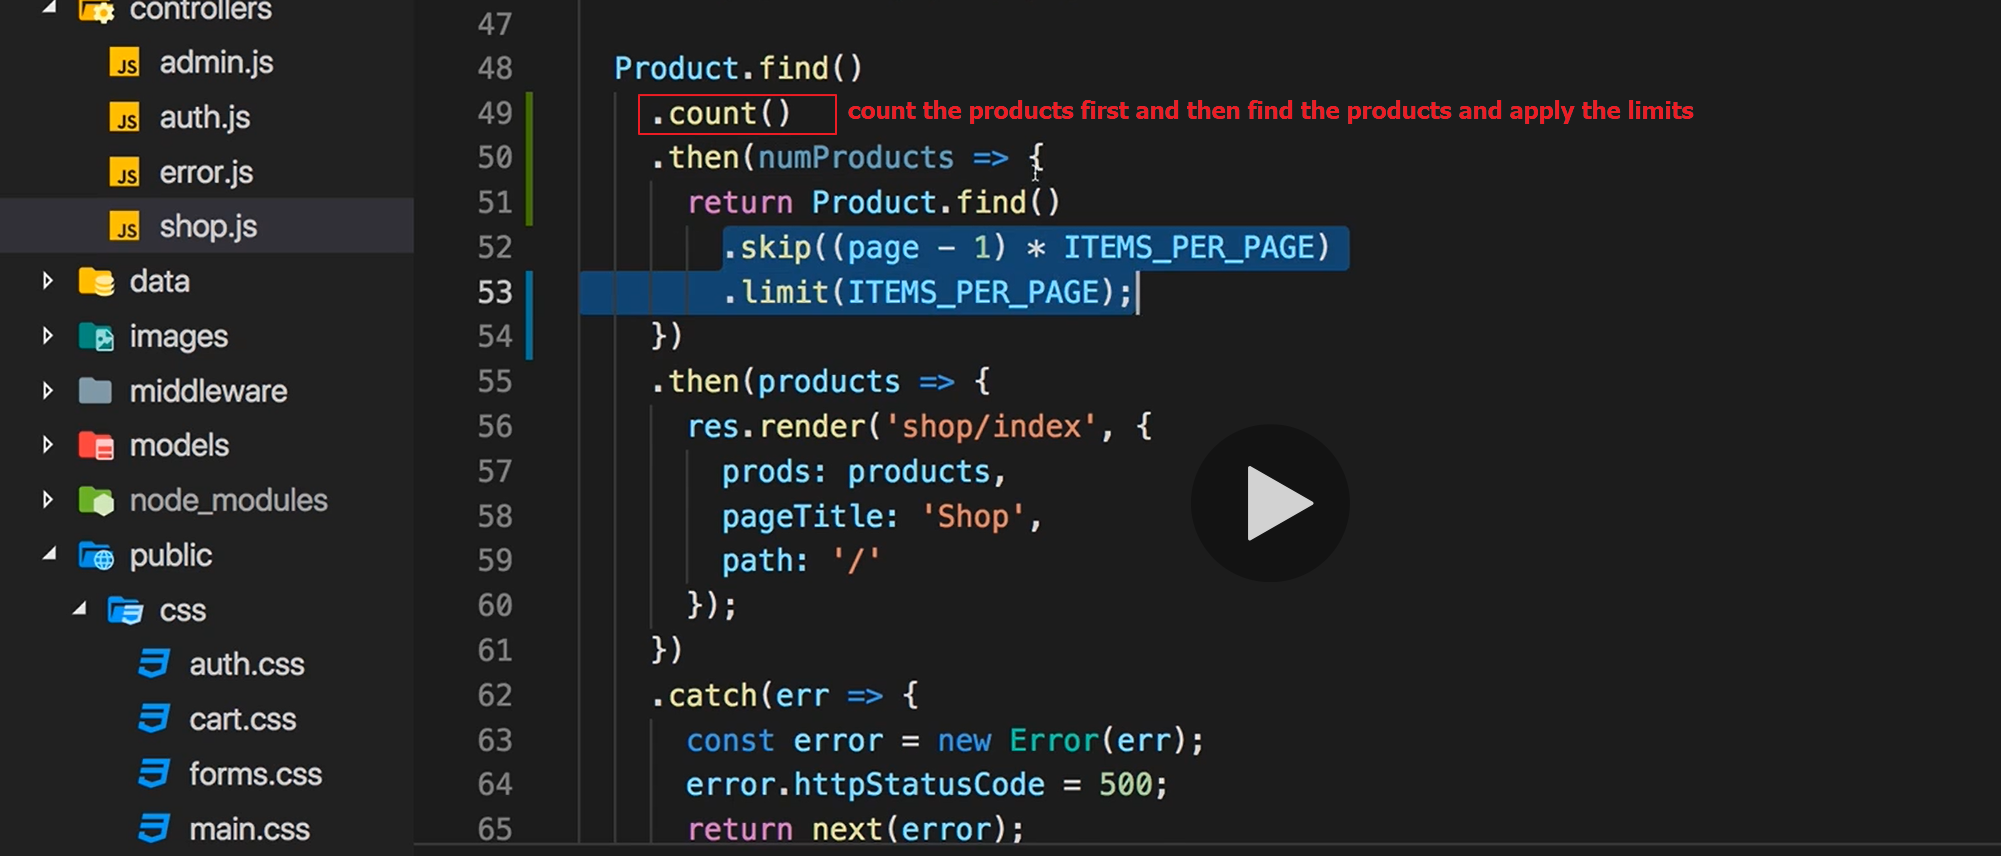 controllers
admin.js
auth.js
error.js
shop.js
data
images
middleware
models
node_modules
public
css
auth.css
cart.css
forms.css
main.css
47
48 Product.find()
49 .count() count the products first and then find the products and apply the limits
50 .then(numProducts => {
51 return Product.find()
52 .skip((page - 1) * ITEMS_PER_PAGE)
53 .limit(ITEMS_PER_PAGE);
54 })
55 .then(products => {
56 res.render('shop/index', {
57 prods: products,
58 pageTitle: 'Shop',
59 path: '/'
60 });
61 })
62 .catch(err => {
63 const error = new Error(err);
64 error.httpStatusCode = 500;
65 return next(error);